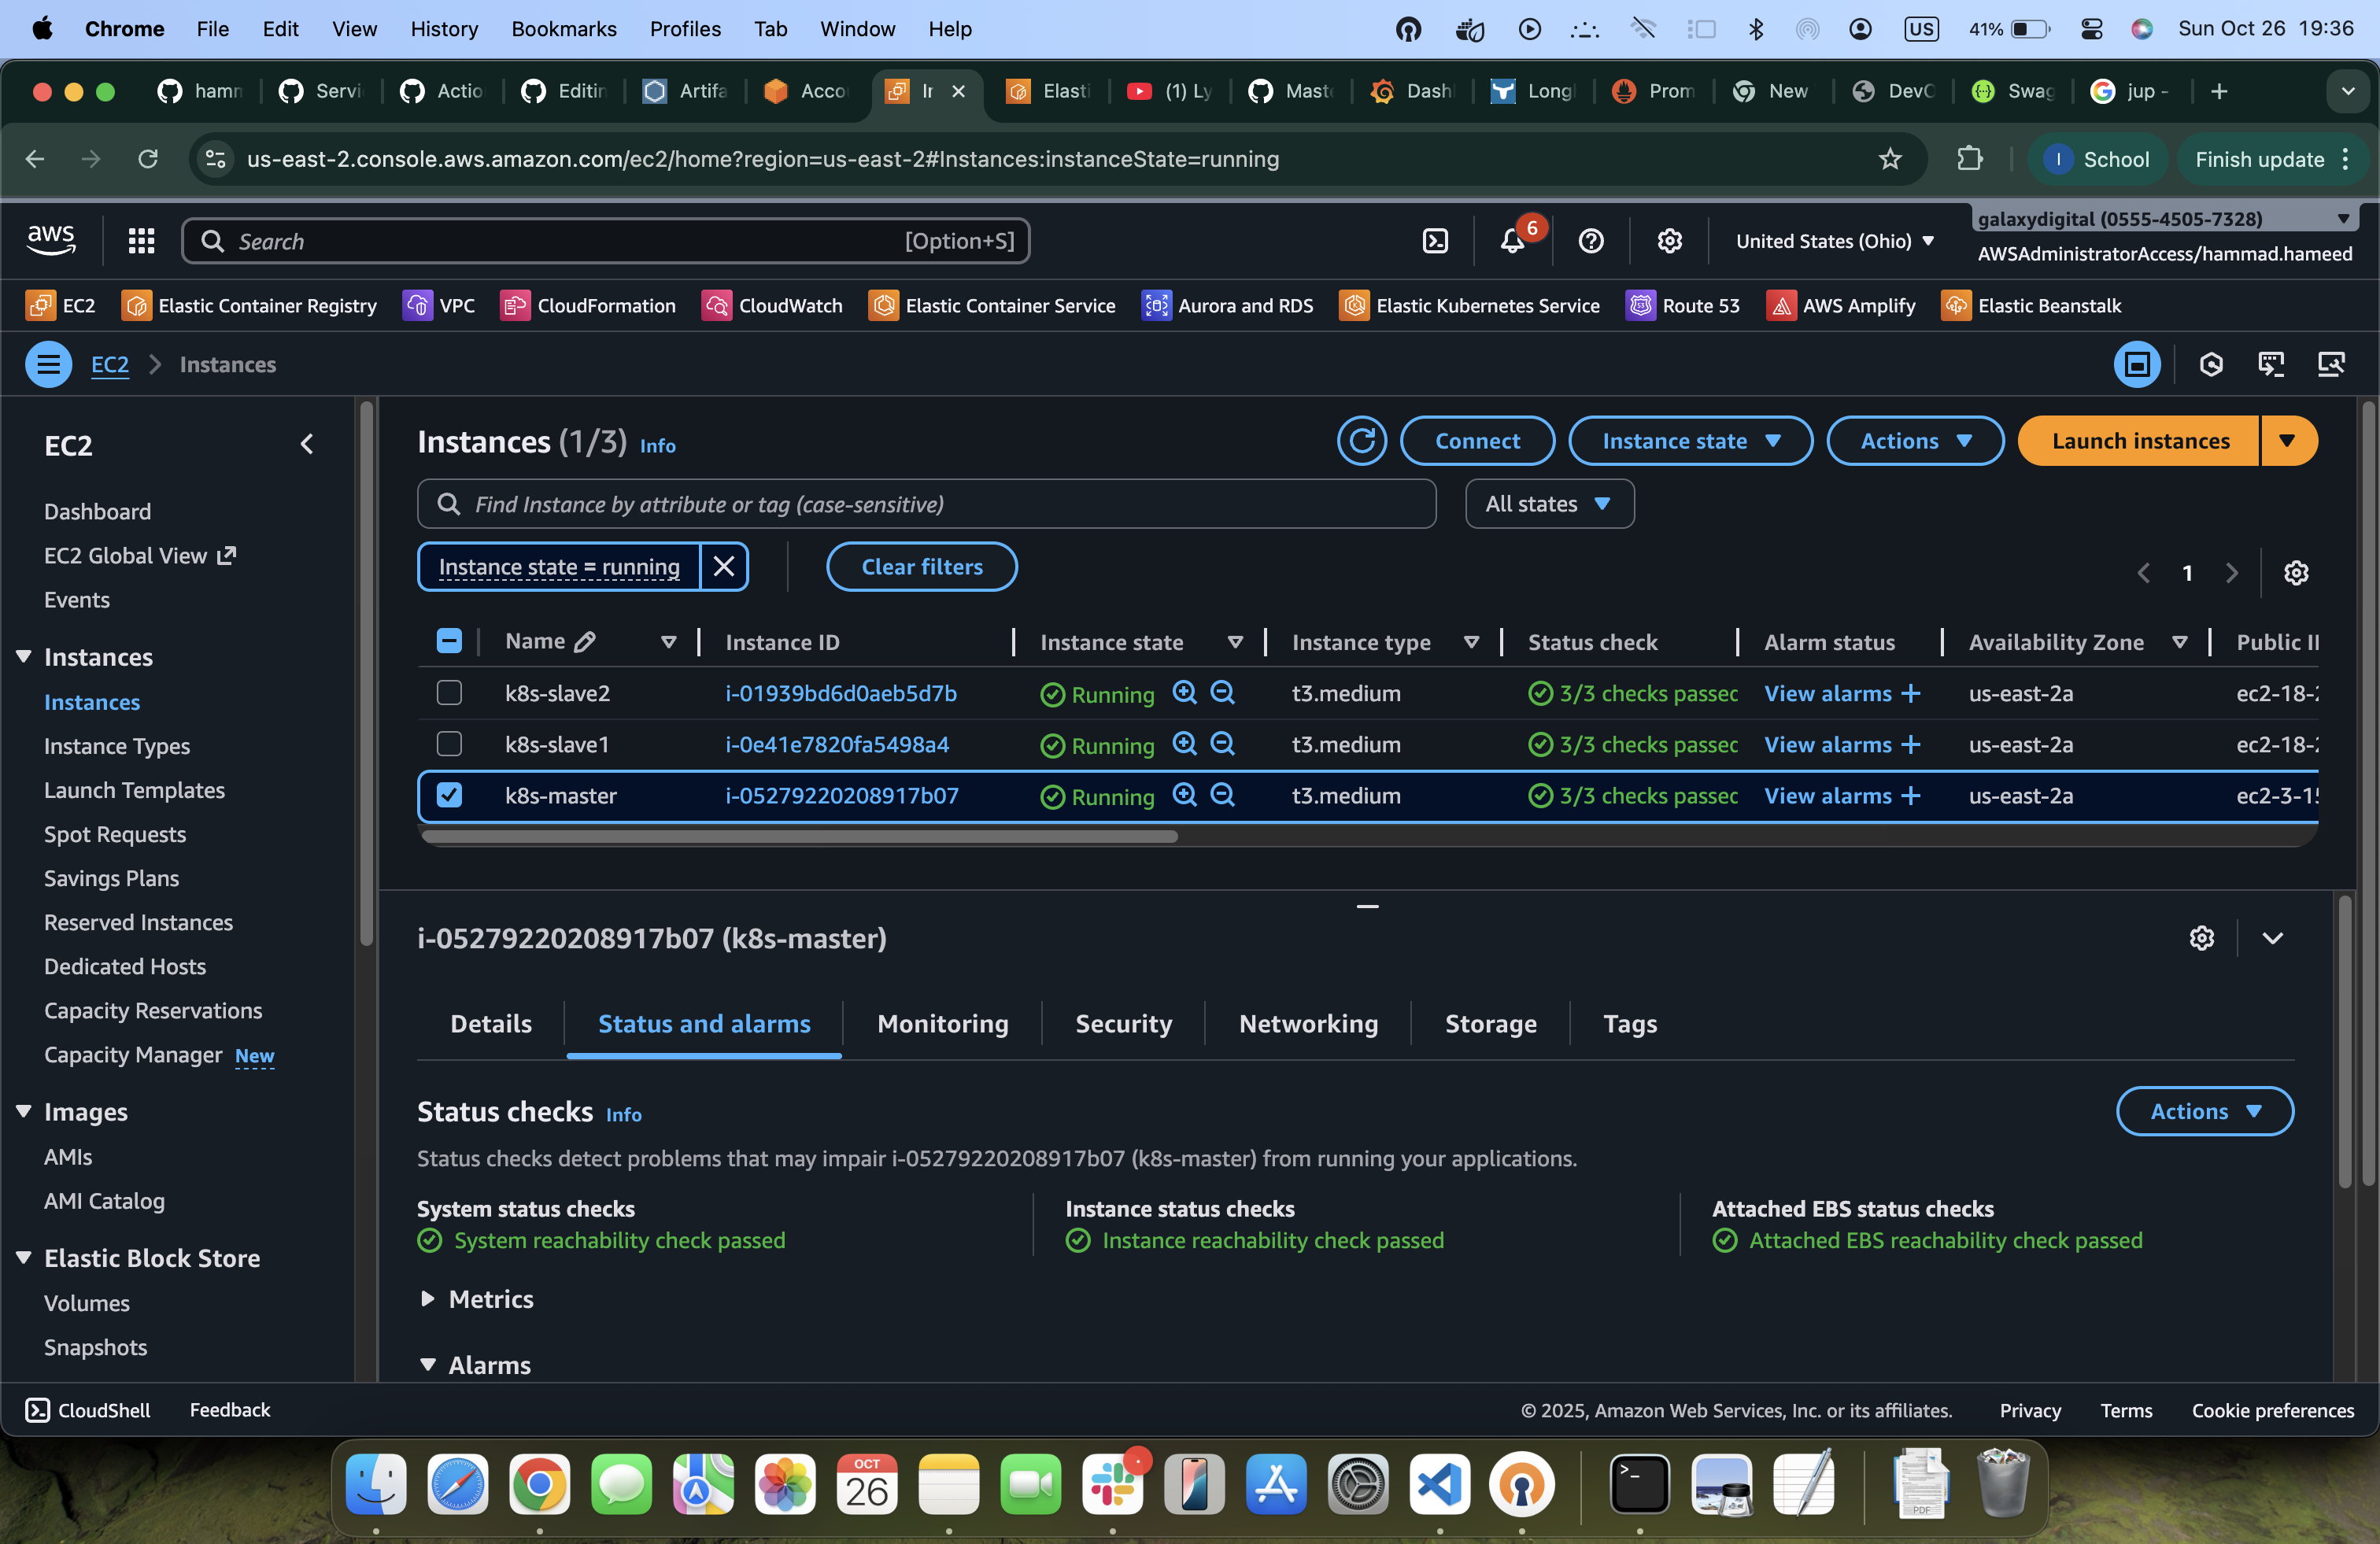 Chrome File Edit View History Bookmarks Profiles Tab Window Help US 41% Sun Oct 26 19:36
hamm Servi Actio Editin Artifa Acco In Elasti (1) Ly Maste Dash Longl Prom New DevO Swag jup -
us-east-2.console.aws.amazon.com/ec2/home?region=us-east-2#Instances:instanceState=running I School Finish update
aws Search [Option+S] 6 United States (Ohio) galaxydigital (0555-4505-7328)
AWSAdministratorAccess/hammad.hameed
EC2 Elastic Container Registry VPC CloudFormation CloudWatch Elastic Container Service Aurora and RDS Elastic Kubernetes Service Route 53 AWS Amplify Elastic Beanstalk
EC2 Instances
EC2
Dashboard
EC2 Global View
Events
Instances
Instances
Instance Types
Launch Templates
Spot Requests
Savings Plans
Reserved Instances
Dedicated Hosts
Capacity Reservations
Capacity Manager New
Images
AMIs
AMI Catalog
Elastic Block Store
Volumes
Snapshots
Instances (1/3) Info Connect Instance state Actions Launch instances
Find Instance by attribute or tag (case-sensitive) All states
Instance state = running Clear filters 1
Name Instance ID Instance state Instance type Status check Alarm status Availability Zone Public I
k8s-slave2 i-01939bd6d0aeb5d7b Running t3.medium 3/3 checks passec View alarms + us-east-2a ec2-18-2
k8s-slave1 i-0e41e7820fa5498a4 Running t3.medium 3/3 checks passec View alarms + us-east-2a ec2-18-2
k8s-master i-05279220208917b07 Running t3.medium 3/3 checks passec View alarms + us-east-2a ec2-3-15
i-05279220208917b07 (k8s-master)
Details Status and alarms Monitoring Security Networking Storage Tags
Status checks Info Actions
Status checks detect problems that may impair i-05279220208917b07 (k8s-master) from running your applications.
System status checks Instance status checks Attached EBS status checks
System reachability check passed Instance reachability check passed Attached EBS reachability check passed
Metrics
Alarms
CloudShell Feedback © 2025, Amazon Web Services, Inc. or its affiliates. Privacy Terms Cookie preferences
OCT
26
PDF